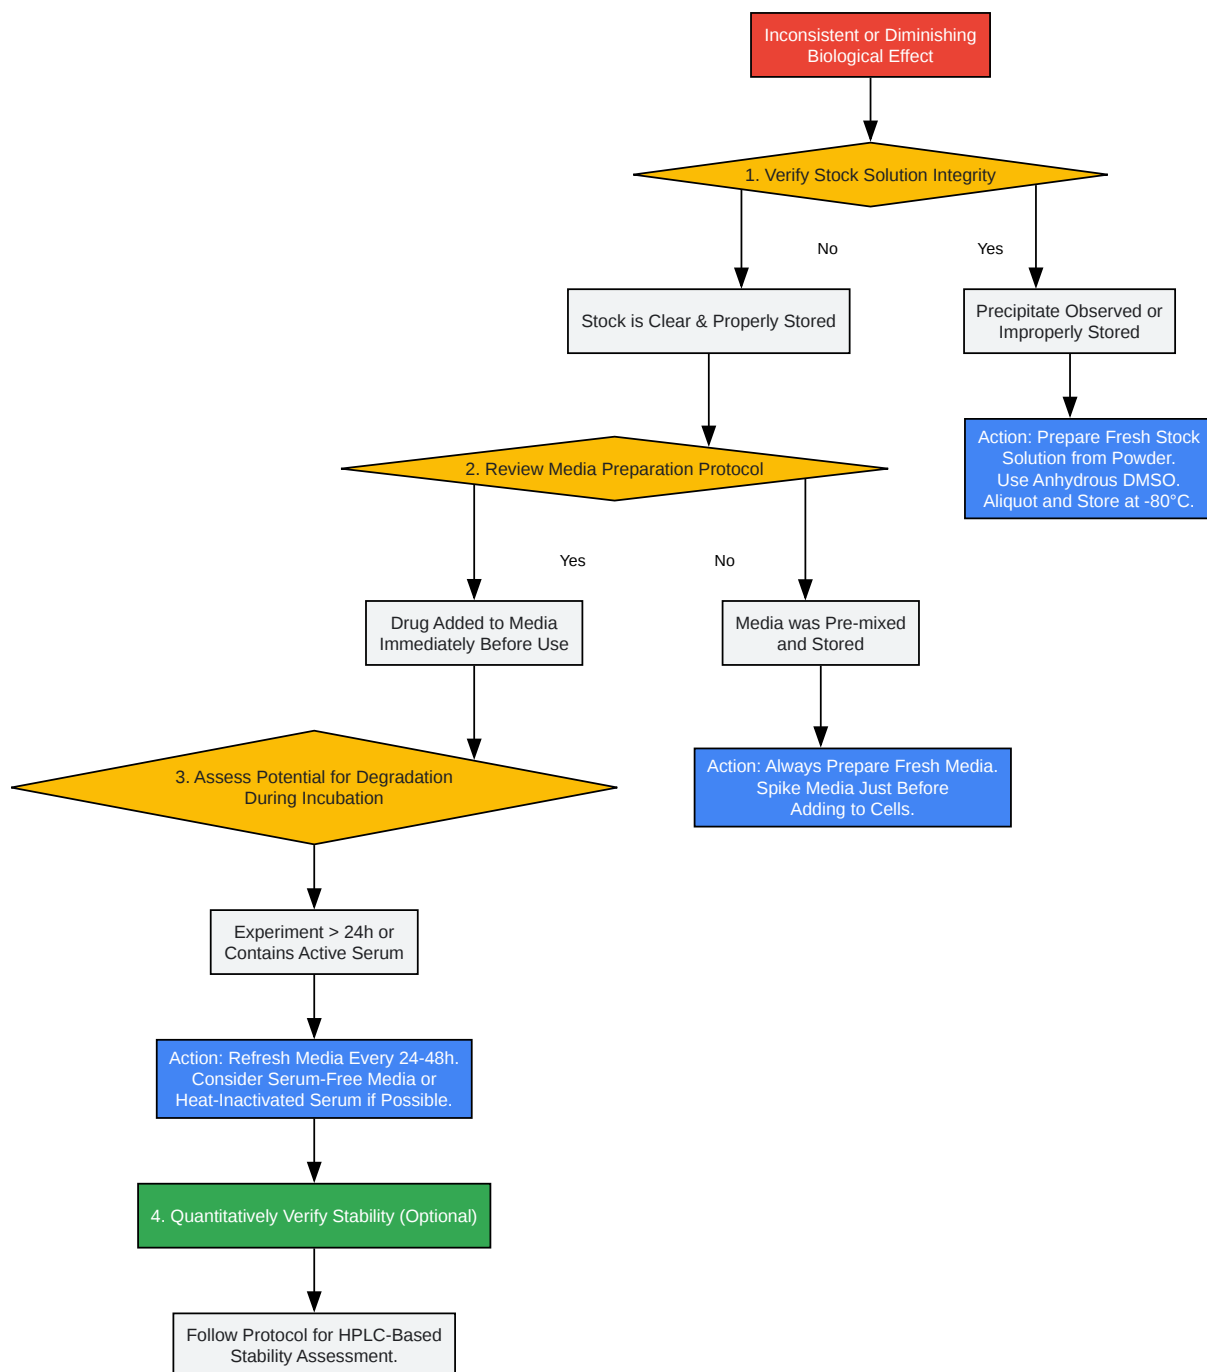 Inconsistent or Diminishing
Biological Effect
1. Verify Stock Solution Integrity
No
Yes
Stock is Clear & Properly Stored
Precipitate Observed or
Improperly Stored
Action: Prepare Fresh Stock
Solution from Powder.
Use Anhydrous DMSO.
Aliquot and Store at -80°C.
2. Review Media Preparation Protocol
Yes
No
Drug Added to Media
Immediately Before Use
Media was Pre-mixed
and Stored
3. Assess Potential for Degradation
During Incubation
Action: Always Prepare Fresh Media.
Spike Media Just Before
Adding to Cells.
Experiment > 24h or
Contains Active Serum
Action: Refresh Media Every 24-48h.
Consider Serum-Free Media or
Heat-Inactivated Serum if Possible.
4. Quantitatively Verify Stability (Optional)
Follow Protocol for HPLC-Based
Stability Assessment.